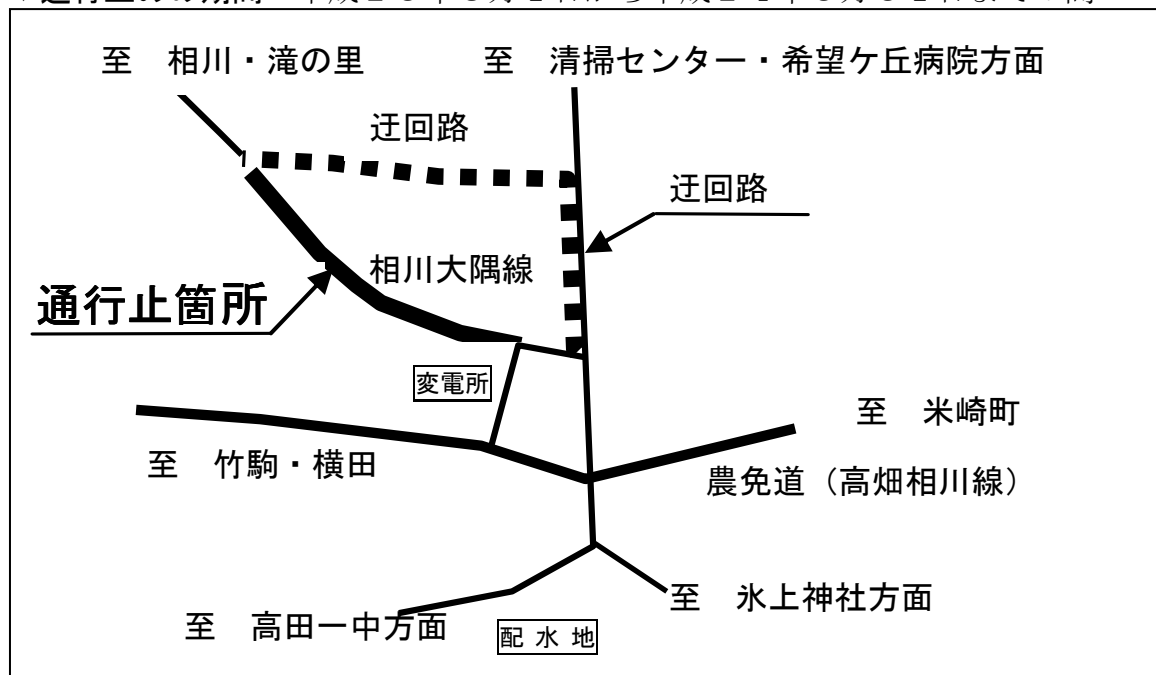 至　相川・滝の里
至　清掃センター・希望ケ丘病院方面
迂回路
迂回路
相川大隅線
通行止箇所
変電所
至　米崎町
至　竹駒・横田
農免道（高畑相川線）
至　氷上神社方面
至　高田一中方面
配 水 地